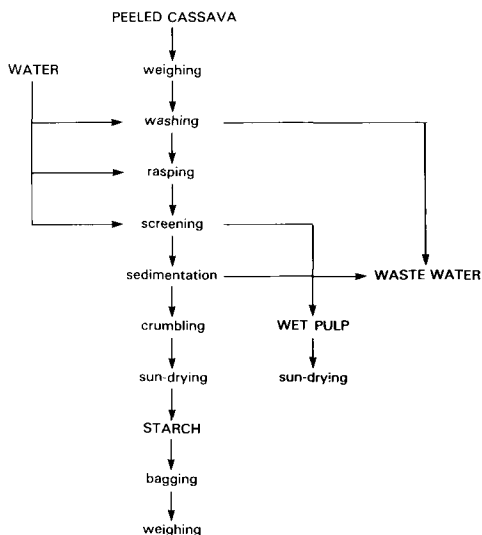 PEELED CASSAVA
WATER
weighing
washing
rasping
screening
sedimentation
WASTE WATER
crumbling
WET PULP
sun-drying
sun-drying
STARCH
bagging
weighing